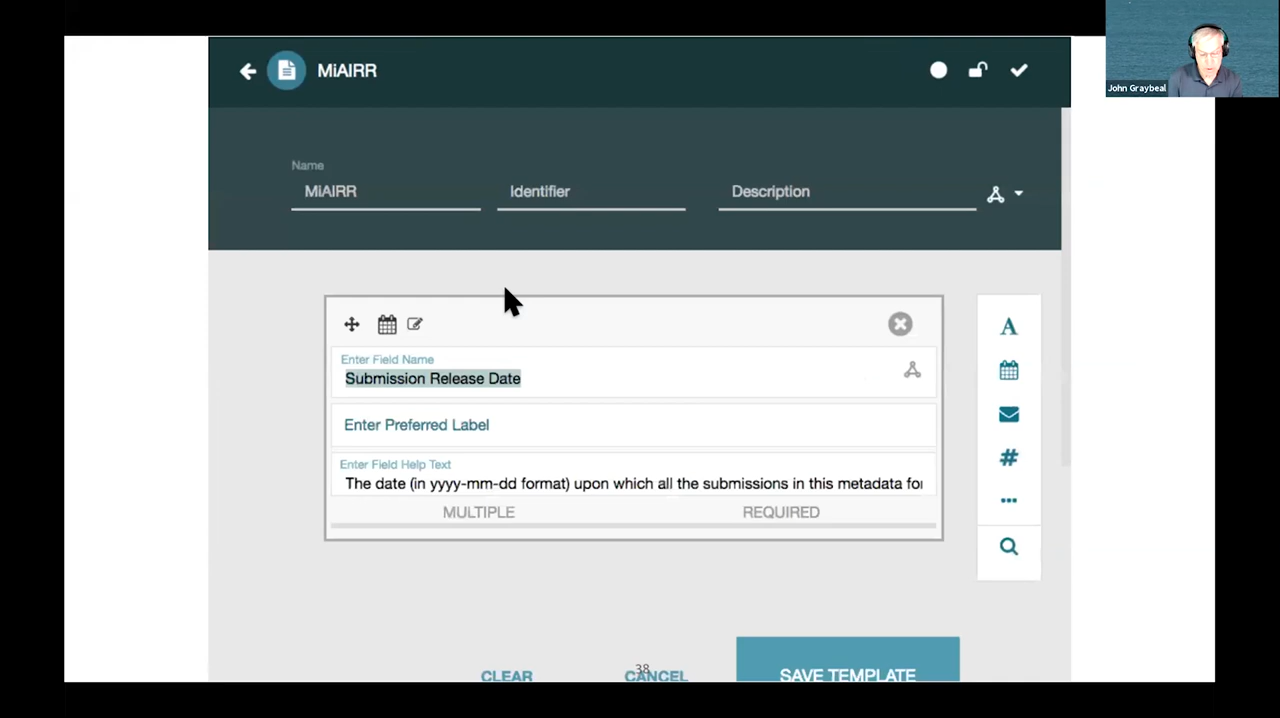 MiAIRR
John Graybeal
Name
MiAIRR Identifier Description
Enter Field Name
Submission Release Date
A
Enter Preferred Label
Enter Field Help Text
The date (in yyyy-mm-dd format) upon which all the submissions in this metadata for
#
MULTIPLE REQUIRED
38
CLEAR CANCEL SAVE TEMPLATE